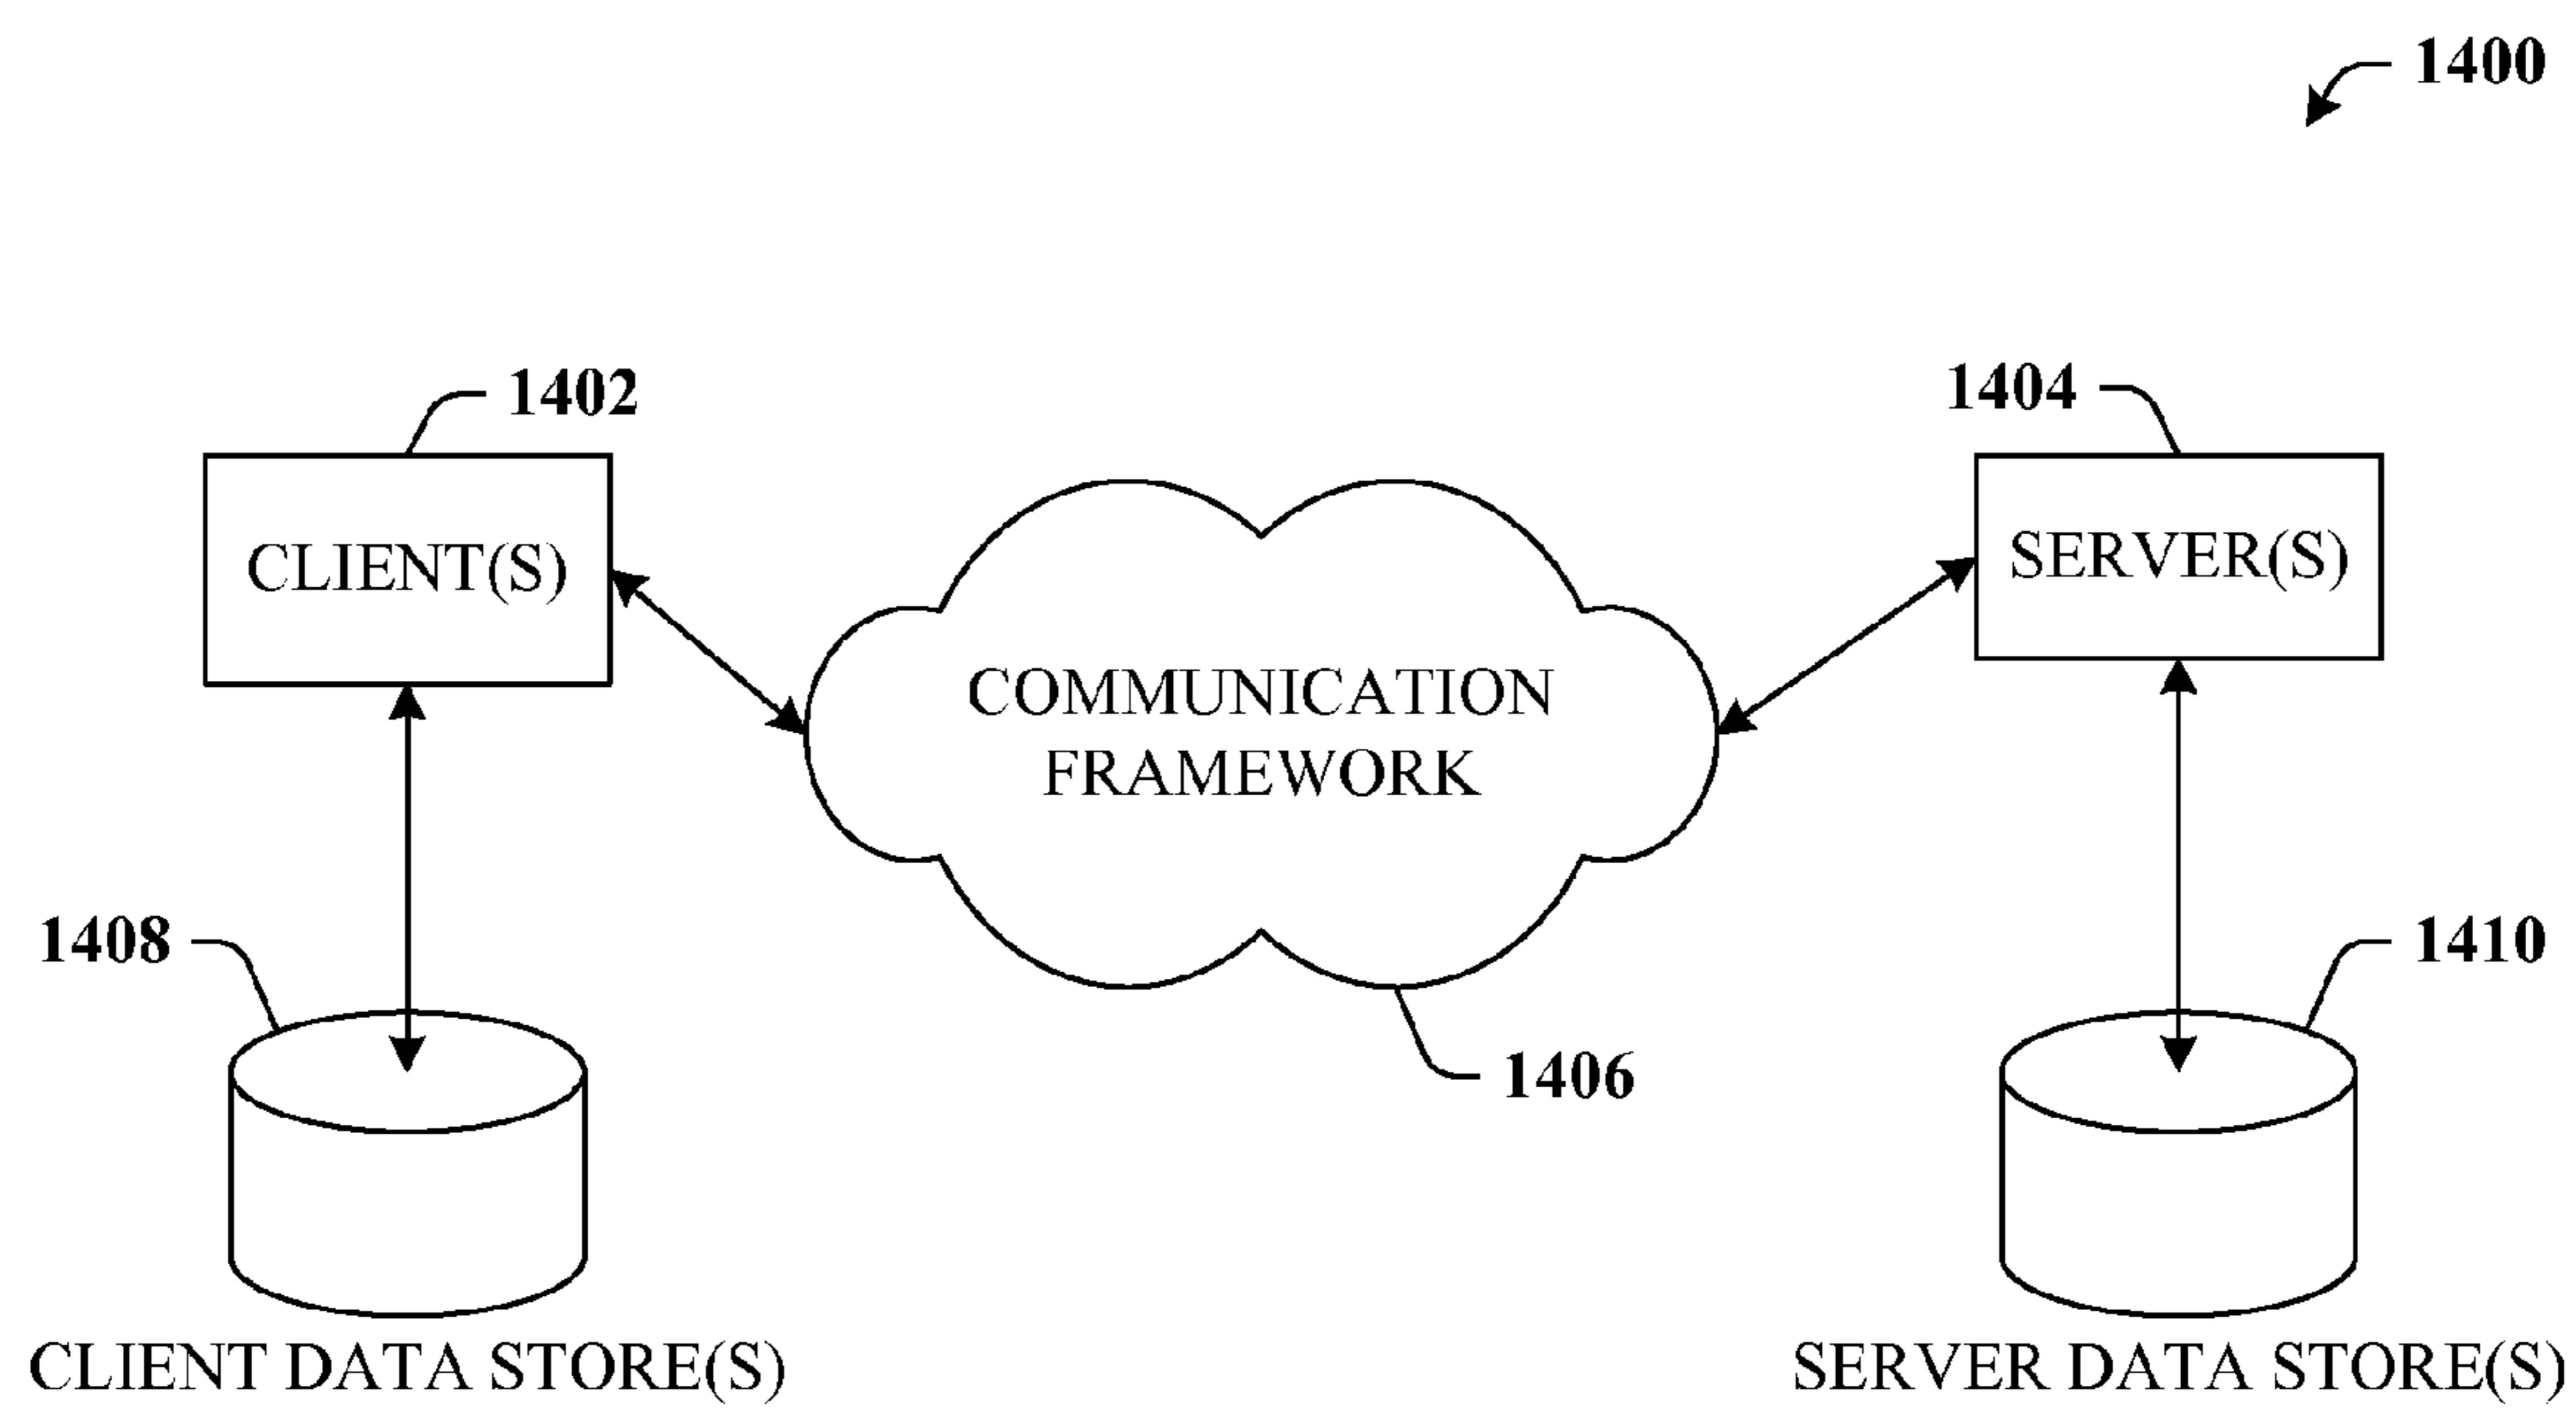 1400
1402
1404
CLIENT(S)
SERVER(S)
COMMUNICATION
FRAMEWORK
1408
1410
1406
CLIENT DATA STORE(S)
SERVER DATA STORE(S)